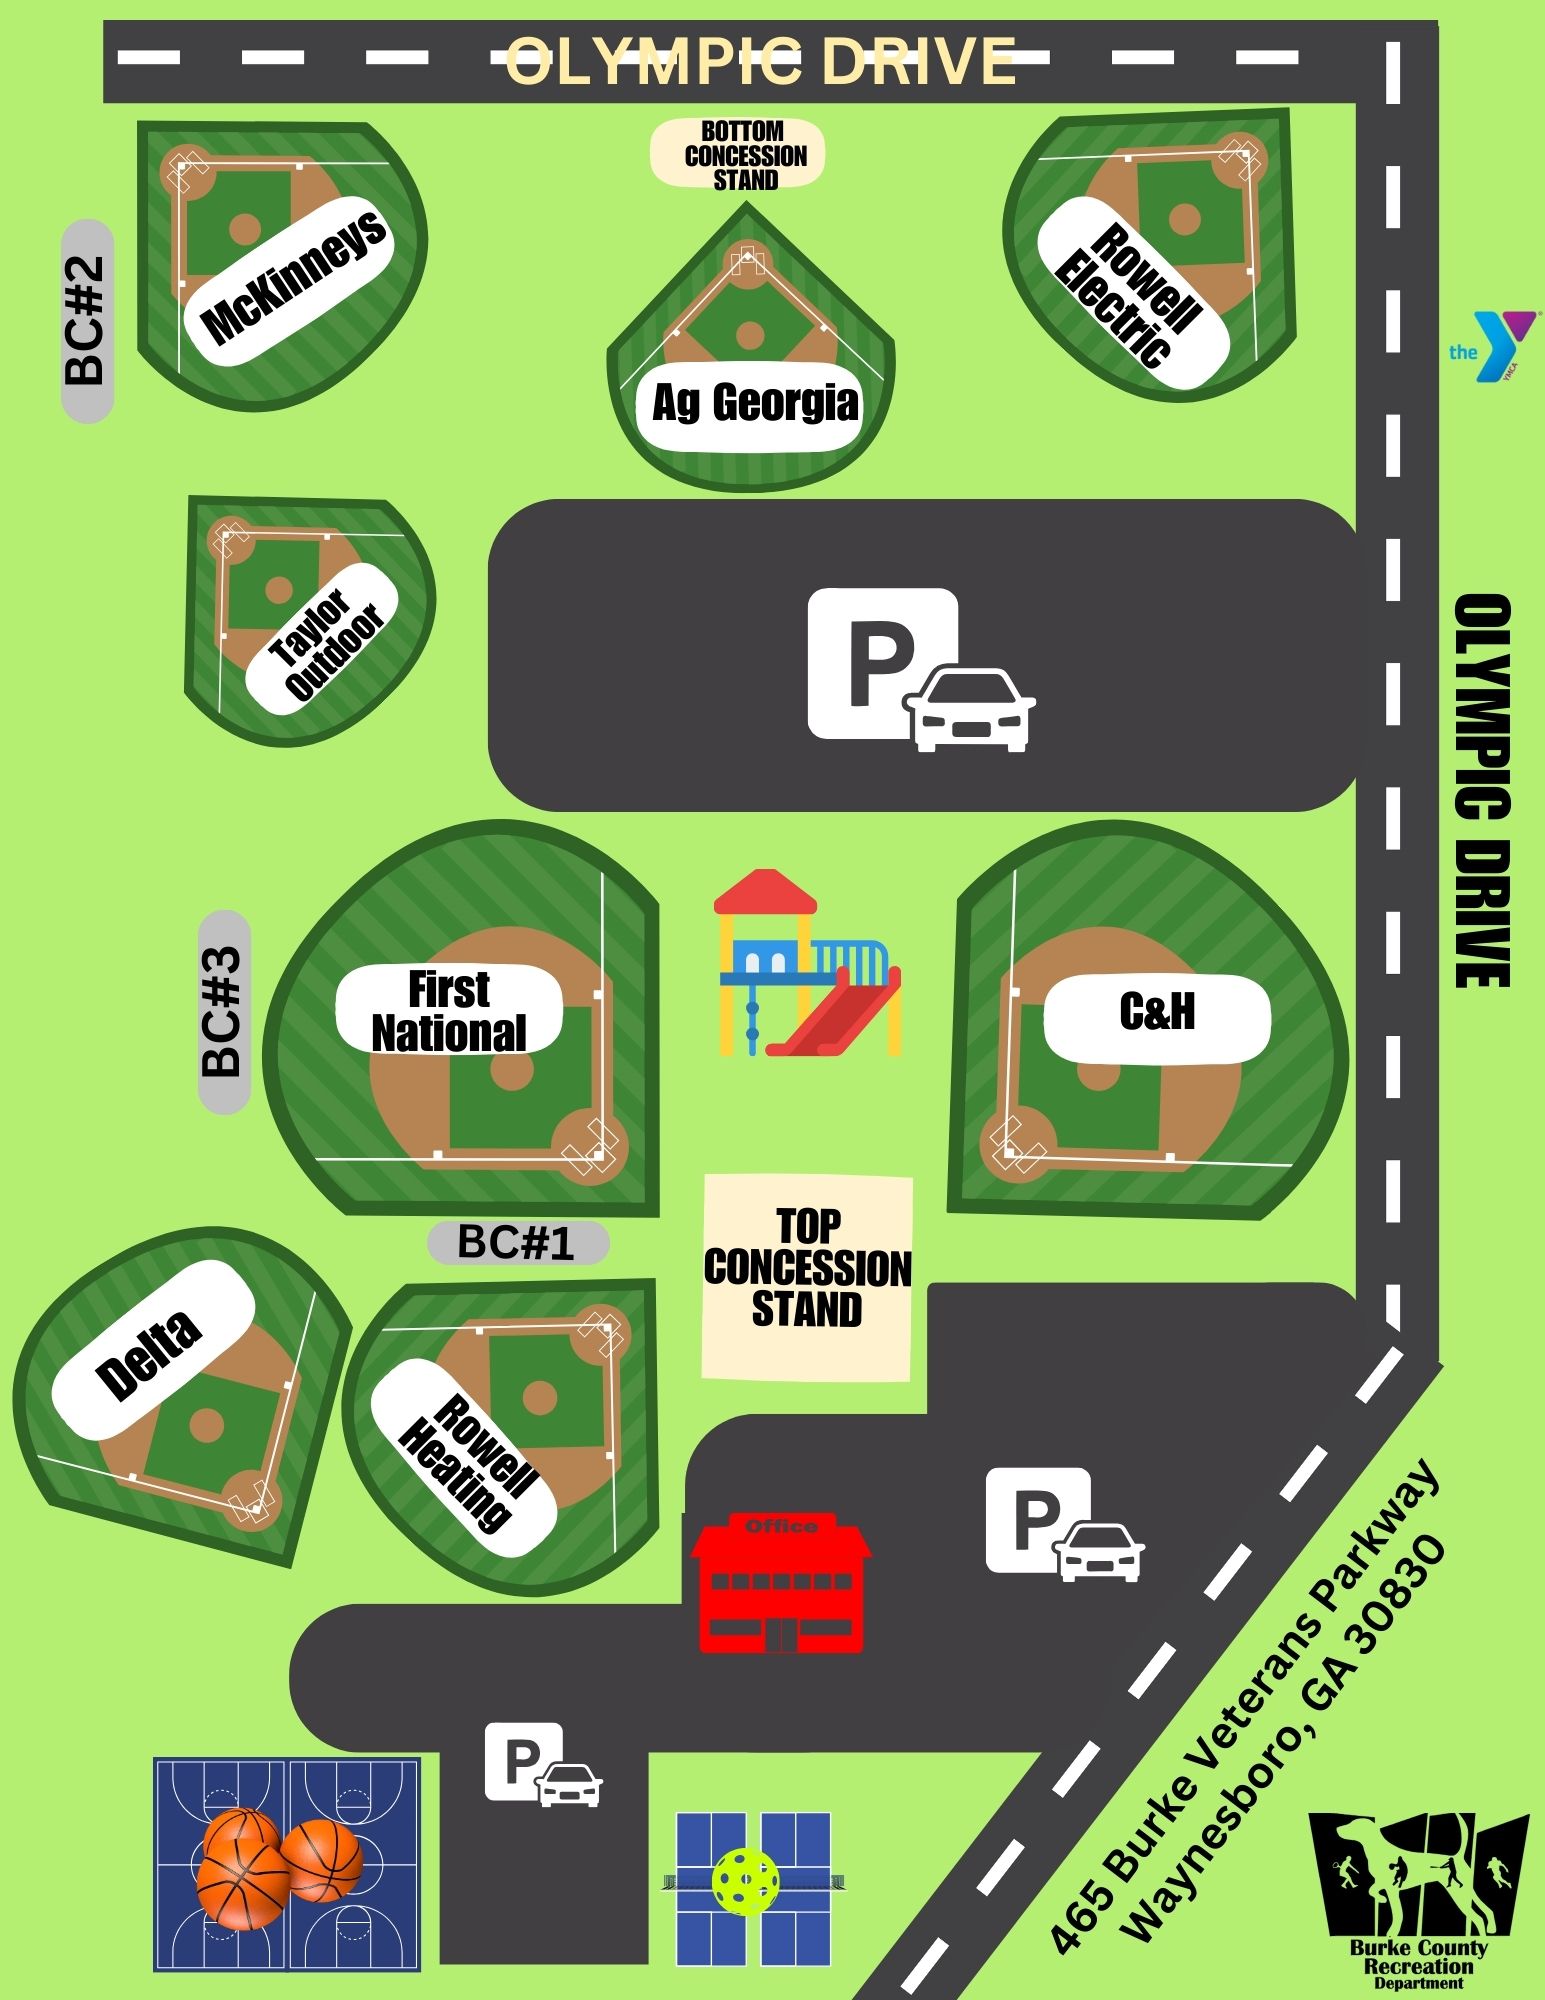 OLYMPIC DRIVE
BOTTOM
CONCESSION
STAND
McKinneys
BC#2
Ag Georgia
Rowell
Electric
the
YMCA
Taylor
Outdoor
P
OLYMPIC DRIVE
First
National
BC#3
C&H
BC#1
TOP
CONCESSION
STAND
Delta
Rowell
Heating
P
Office
P
465 Burke Veterans Parkway
Waynesboro, GA 30830
Burke County
Recreation
Department